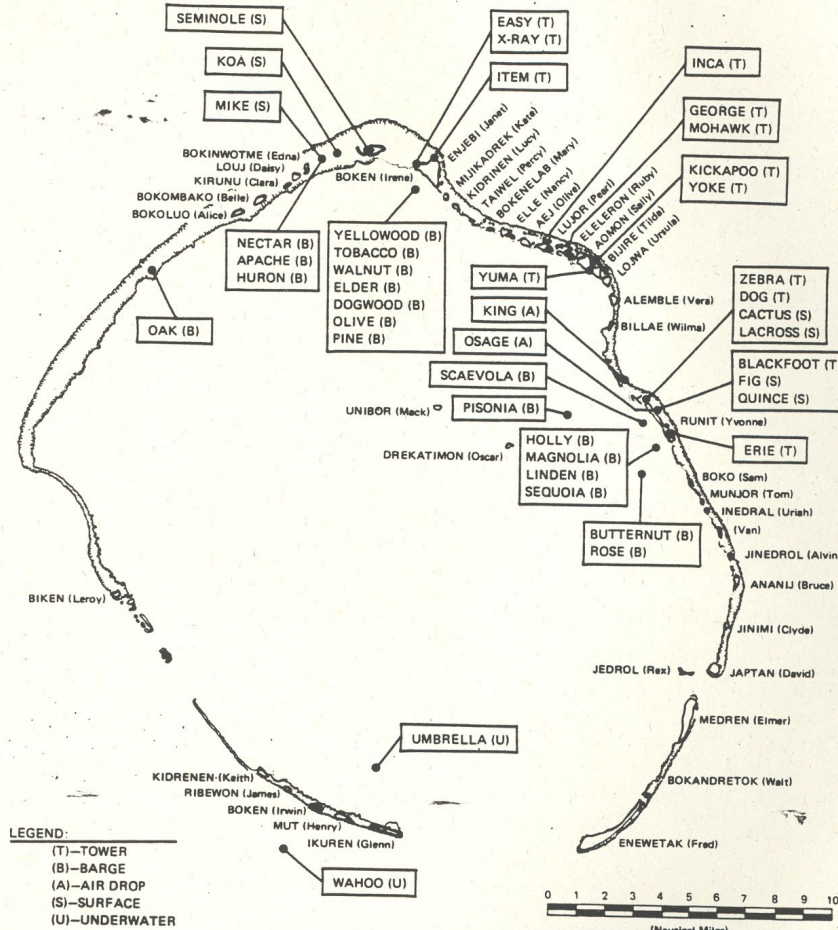 SEMINOLE (S)
KOA (S)
MIKE (S)
EASY (T)
X-RAY (T)
ITEM (T)
INCA (T)
GEORGE (T)
MOHAWK (T)
KICKAPOO (T)
YOKE (T)
BOKINWOTME (Edna)
LOUJ (Daisy)
KIRUNU (Clara)
BOKOMBAKO (Belle)
BOKOLUO (Alice)
BOKEN (Irene)
ENJEBI (Janet)
MIJIKADREK (Kate)
KIDRINEN (Lucy)
TAIWEL (Percy)
BOKENELAB (Mary)
ELLE (Nancy)
AEJ (Olive)
LUJOR (Pearl)
ELELERON (Ruby)
AOMON (Sally)
BIJIRE (Tilda)
LOJWA (Ursula)
ALEMBLE (Vera)
BILLAE (Wilma)
NECTAR (B)
APACHE (B)
HURON (B)
OAK (B)
YELLOWOOD (B)
TOBACCO (B)
WALNUT (B)
ELDER (B)
DOGWOOD (B)
OLIVE (B)
PINE (B)
YUMA (T)
KING (A)
OSAGE (A)
SCAEVOLA (B)
PISONIA (B)
ZEBRA (T)
DOG (T)
CACTUS (S)
LACROSS (S)
BLACKFOOT (T
FIG (S)
QUINCE (S)
UNIBOR (Mack)
DREKATIMON (Oscar)
HOLLY (B)
MAGNOLIA (B)
LINDEN (B)
SEQUOIA (B)
RUNIT (Yvonne)
ERIE (T)
BUTTERNUT (B)
ROSE (B)
BOKO (Sam)
MUNJOR (Tom)
INEDRAL (Uriah)
(Van)
JINEDROL (Alvin
ANANIJ (Bruce)
JINIMI (Clyde)
JEDROL (Rex)
JAPTAN (David)
BIKEN (Leroy)
MEDREN (Elmer)
BOKANDRETOK (Walt)
ENEWETAK (Fred)
UMBRELLA (U)
KIDRENEN (Keith)
RIBEWON (James)
BOKEN (Irwin)
MUT (Henry)
IKUREN (Glenn)
WAHOO (U)
LEGEND:
(T)—TOWER
(B)—BARGE
(A)—AIR DROP
(S)—SURFACE
(U)—UNDERWATER
0 1 2 3 4 5 6 7 8 9 10
(Nautical Miles)